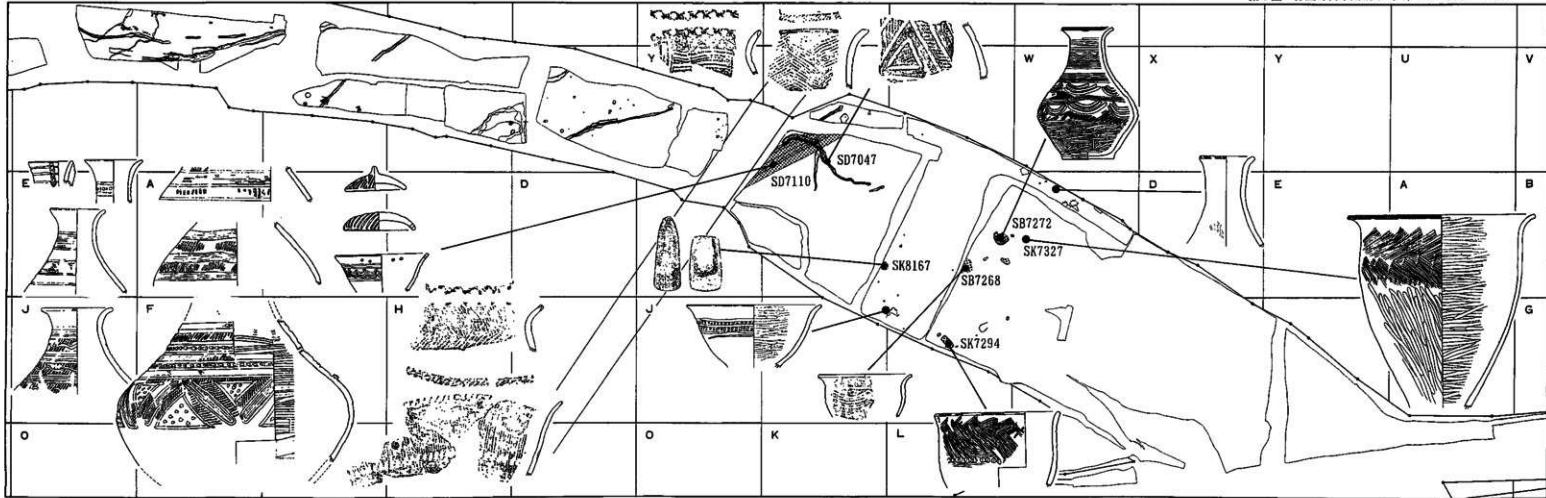 Y W X Y U V
E A D D E A B
SD7047
SD7110
SB7272
SK7327
SK8167
SB7268
J F H J G
SK7294
O O K L